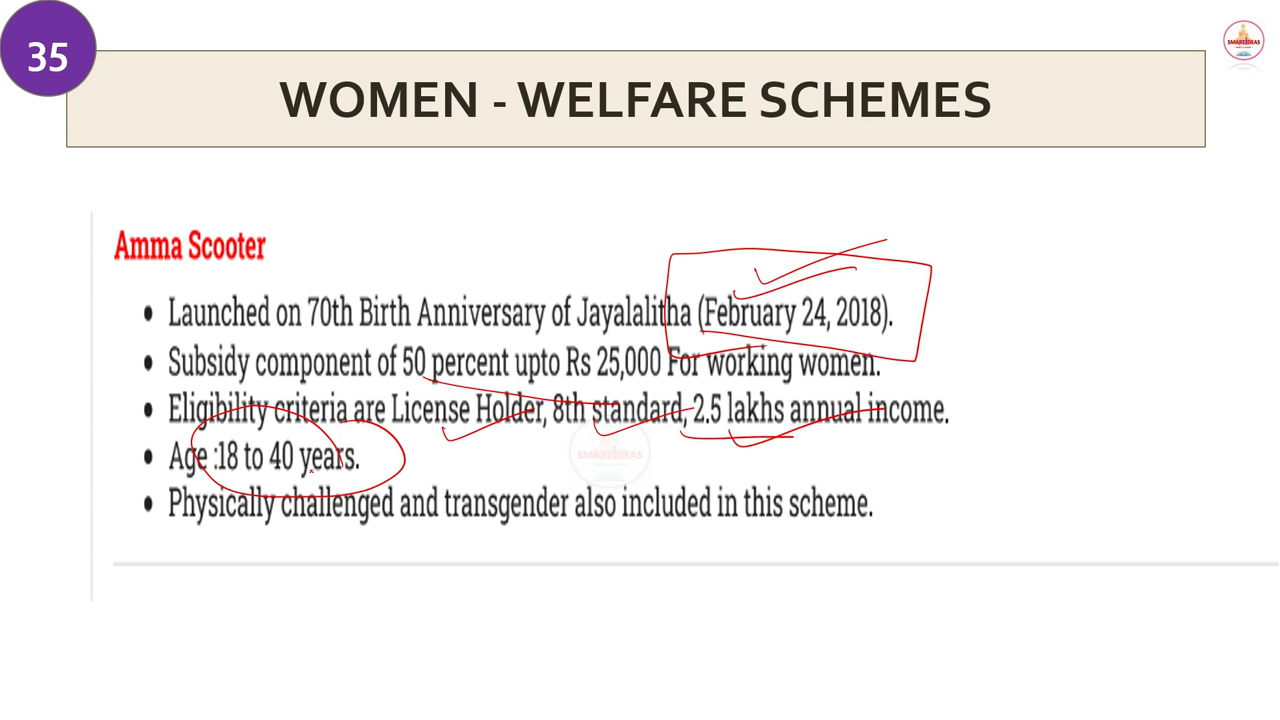 35
SMARTIDEAS
WOMEN - WELFARE SCHEMES
Amma Scooter
• Launched on 70th Birth Anniversary of Jayalalitha (February 24, 2018).
• Subsidy component of 50 percent upto Rs 25,000 For working women.
• Eligibility criteria are License Holder, 8th standard, 2.5 lakhs annual income.
• Age :18 to 40 years.
SMARTIDEAS
• Physically challenged and transgender also included in this scheme.